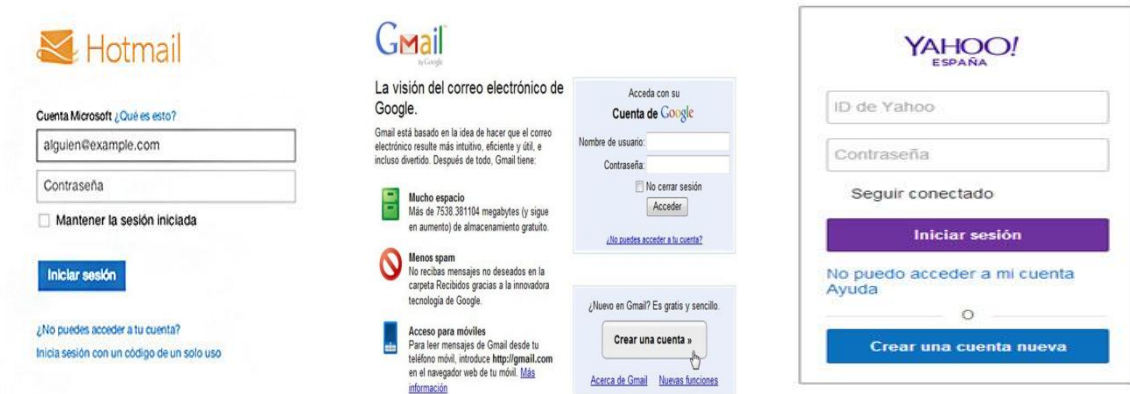 Hotmail
Cuenta Microsoft ¿Qué es esto?
alguien@example.com
Contraseña
Mantener la sesión iniciada
Iniciar sesión
¿No puedes acceder a tu cuenta?
Inicia sesión con un código de un solo uso
GMail
by Google
La visión del correo electrónico de
Google.
Gmail está basado en la idea de hacer que el correo
electrónico resulte más intuitivo, eficiente y útil, e
incluso divertido. Después de todo, Gmail tiene:
Mucho espacio
Más de 7538.381104 megabytes (y sigue
en aumento) de almacenamiento gratuito.
Menos spam
No recibas mensajes no deseados en la
carpeta Recibidos gracias a la innovadora
tecnología de Google.
Acceso para móviles
Para leer mensajes de Gmail desde tu
teléfono móvil, introduce http://gmail.com
en el navegador web de tu móvil. Más
información
Acceda con su
Cuenta de Google
Nombre de usuario:
Contraseña:
No cerrar sesión
Acceder
¿No puedes acceder a tu cuenta?
¿Nuevo en Gmail? Es gratis y sencillo.
Crear una cuenta »
Acerca de Gmail Nuevas funciones
YAHOO!
ESPAÑA
ID de Yahoo
Contraseña
Seguir conectado
Iniciar sesión
No puedo acceder a mi cuenta
Ayuda
O
Crear una cuenta nueva